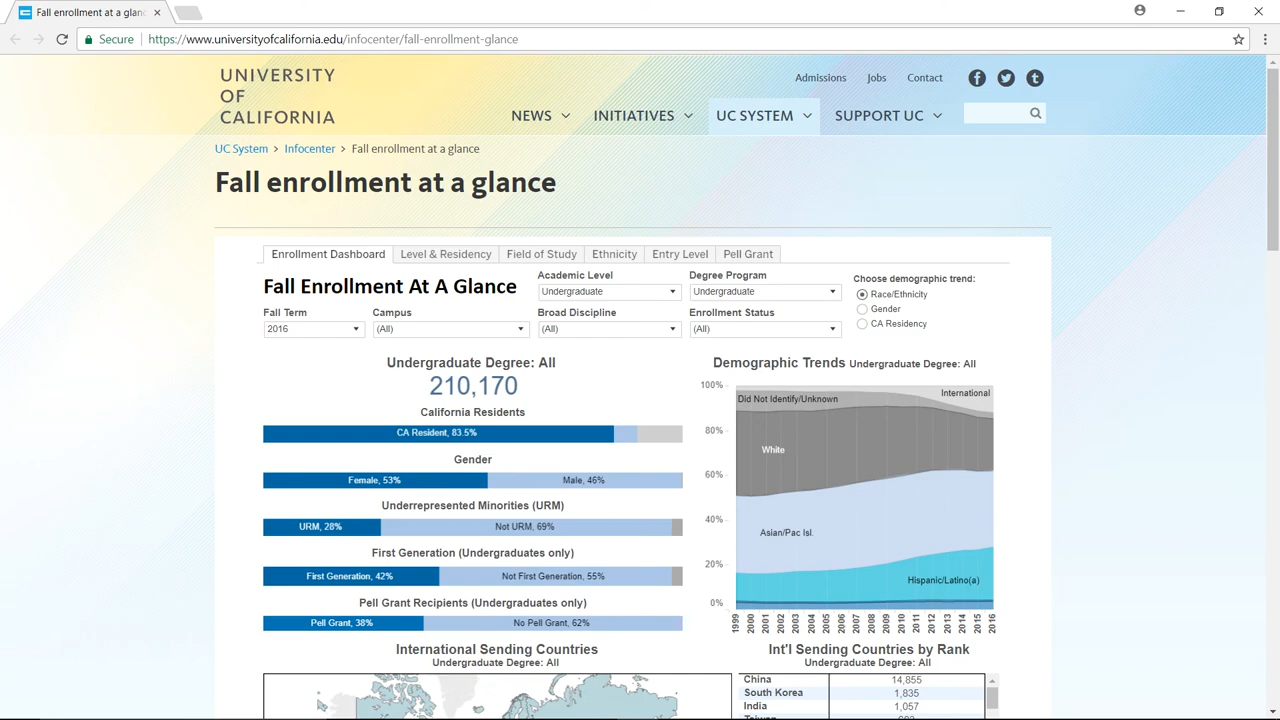 Fall enrollment at a glanc
Secure
https://www.universityofcalifornia.edu/infocenter/fall-enrollment-glance
UNIVERSITY
OF
CALIFORNIA
Admissions Jobs Contact
NEWS INITIATIVES UC SYSTEM SUPPORT UC
UC System > Infocenter > Fall enrollment at a glance
Fall enrollment at a glance
Enrollment Dashboard Level & Residency Field of Study Ethnicity Entry Level Pell Grant
Fall Enrollment At A Glance
Academic Level Degree Program
Undergraduate Undergraduate
Choose demographic trend:
Race/Ethnicity
Gender
CA Residency
Fall Term Campus Broad Discipline Enrollment Status
2016 (All) (All) (All)
Undergraduate Degree: All
210,170
California Residents
CA Resident, 83.5%
Gender
Female, 53% Male, 46%
Underrepresented Minorities (URM)
URM, 28% Not URM, 69%
First Generation (Undergraduates only)
First Generation, 42% Not First Generation, 55%
Pell Grant Recipients (Undergraduates only)
Pell Grant, 38% No Pell Grant, 62%
Demographic Trends Undergraduate Degree: All
100%
80%
60%
40%
20%
0%
International
Did Not Identify/Unknown
White
Asian/Pac Isl.
Hispanic/Latino(a)
1999 2000 2001 2002 2003 2004 2005 2006 2007 2008 2009 2010 2011 2012 2013 2014 2015 2016
International Sending Countries
Undergraduate Degree: All
Int'l Sending Countries by Rank
Undergraduate Degree: All
China 14,855
South Korea 1,835
India 1,057